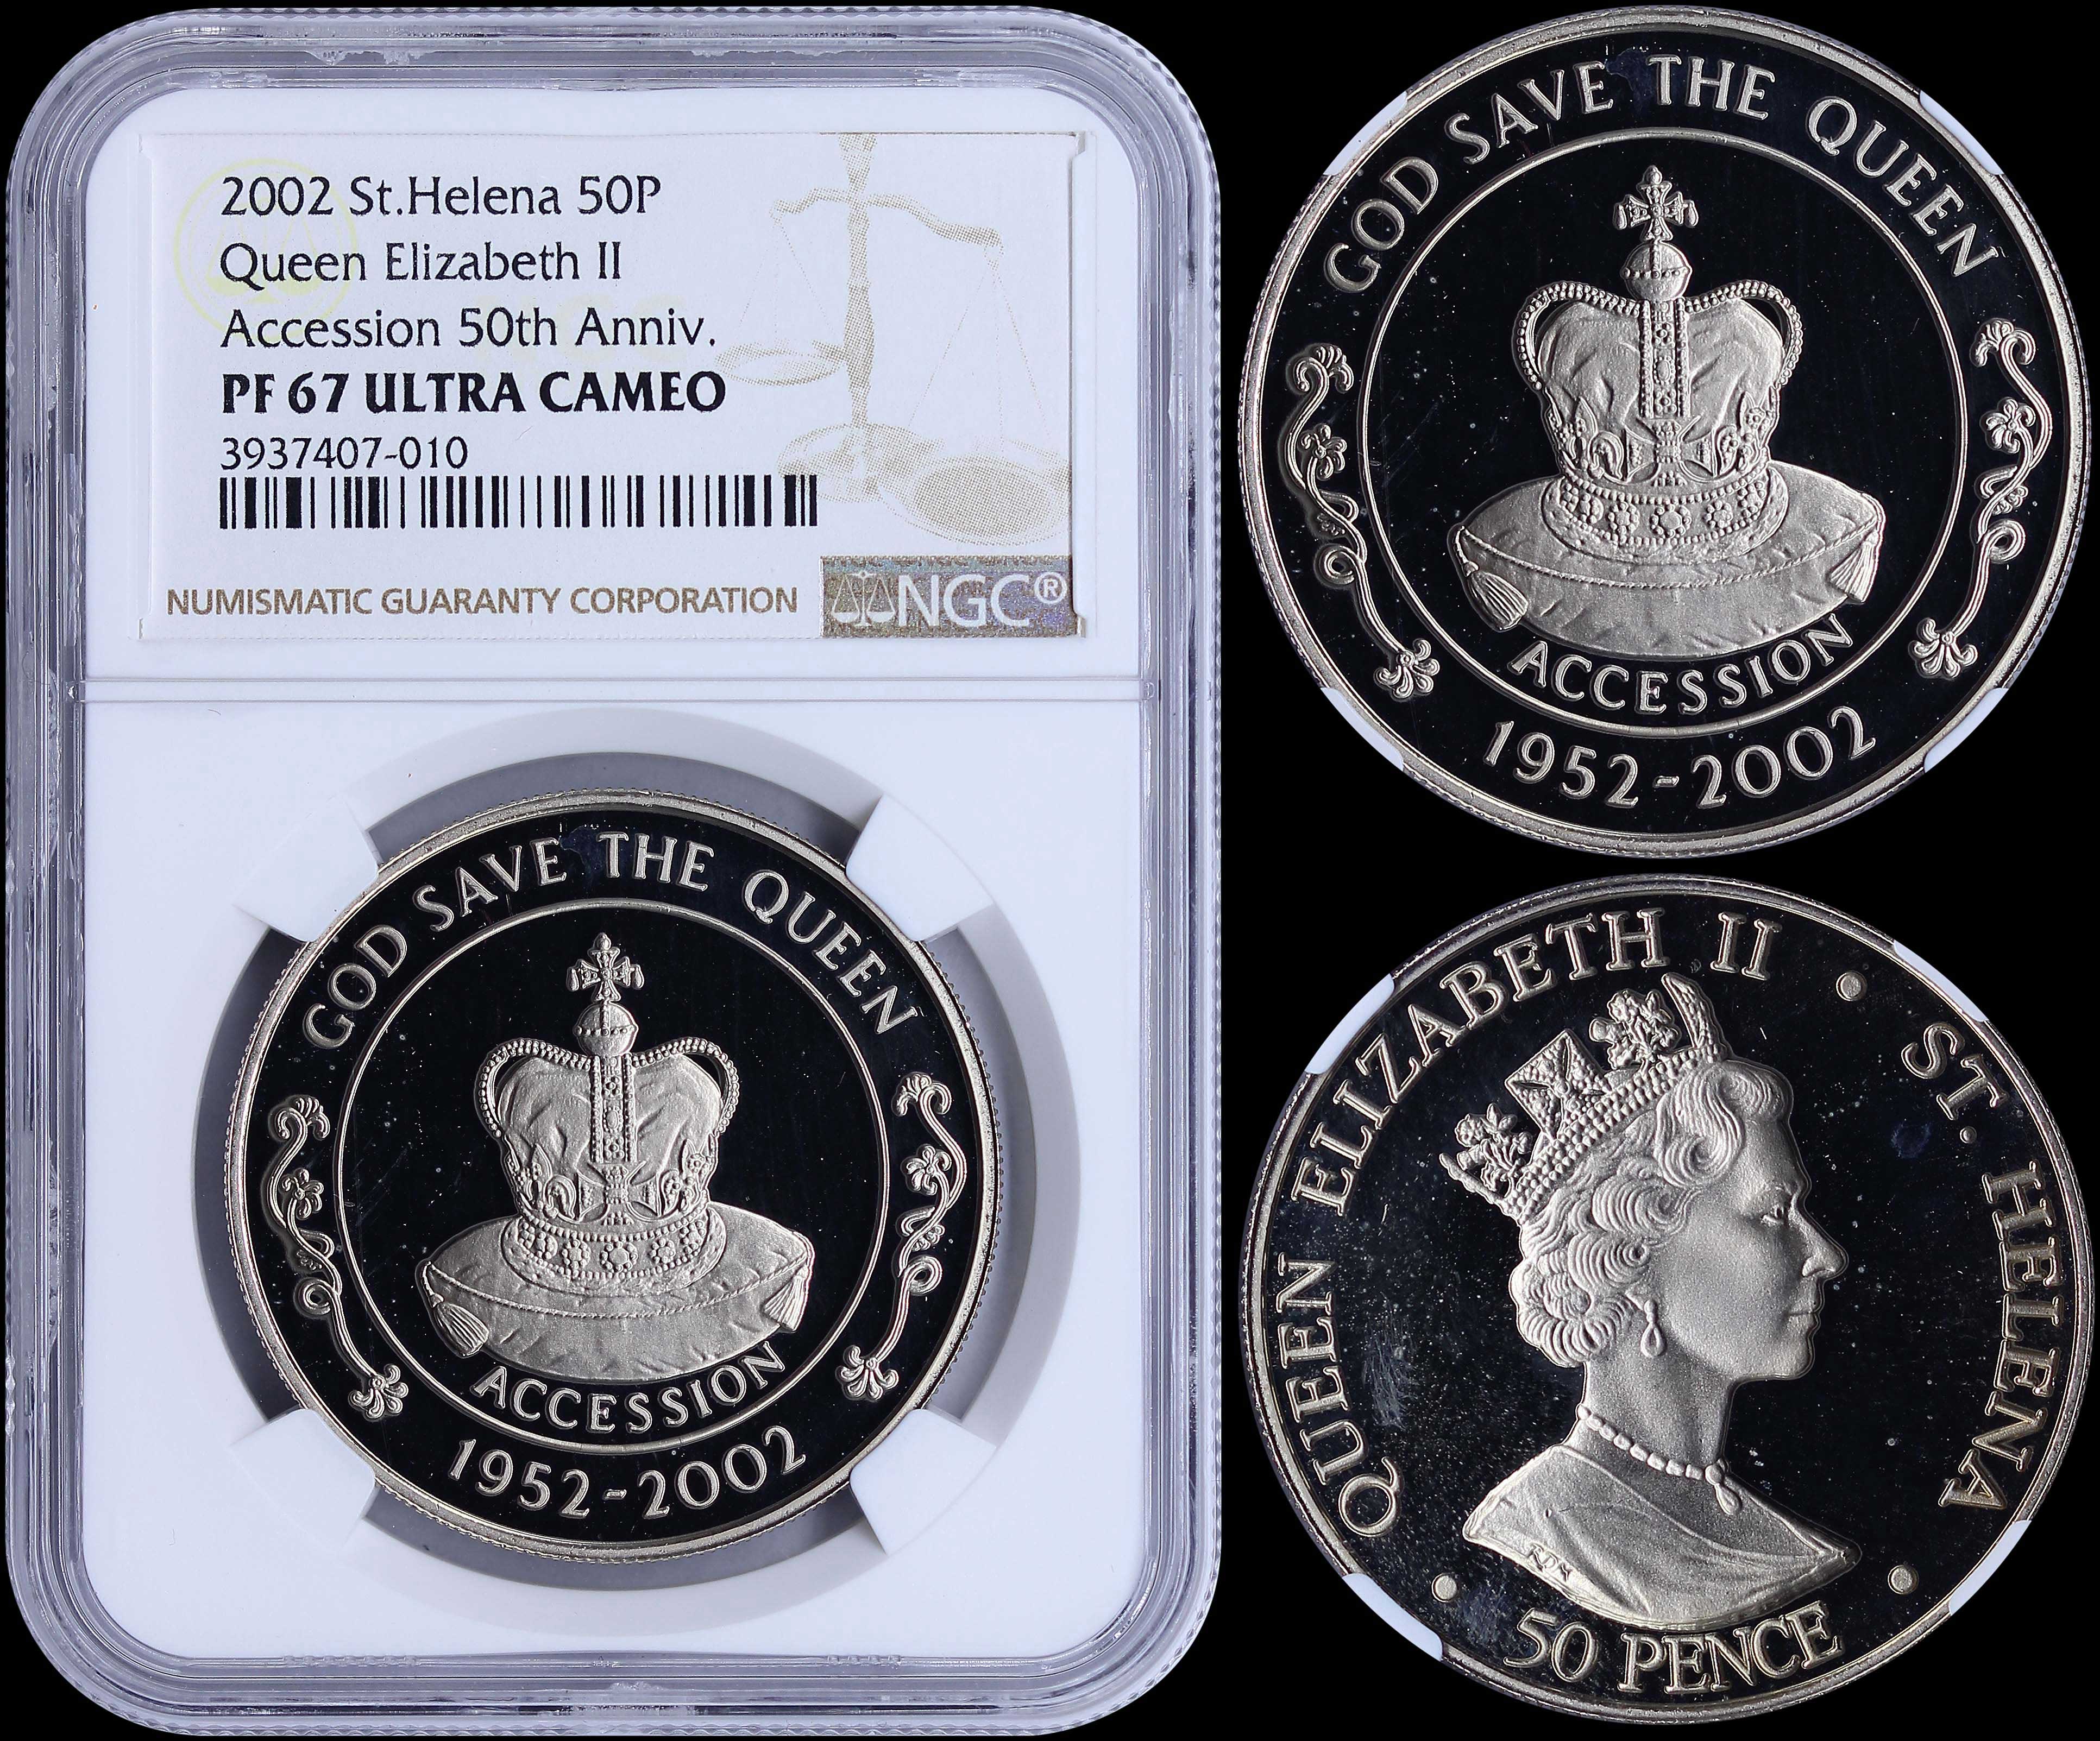 2002 St.Helena 50P
Queen Elizabeth II
Accession 50th Anniv.
PF 67 ULTRA CAMEO
3937407-010
NUMISMATIC GUARANTY CORPORATION
NGC®
GOD SAVE THE QUEEN
ACCESSION
1952-2002
GOD SAVE THE QUEEN
ACCESSION
1952-2002
QUEEN ELIZABETH II • ST. HELENA •
50 PENCE •
RDM